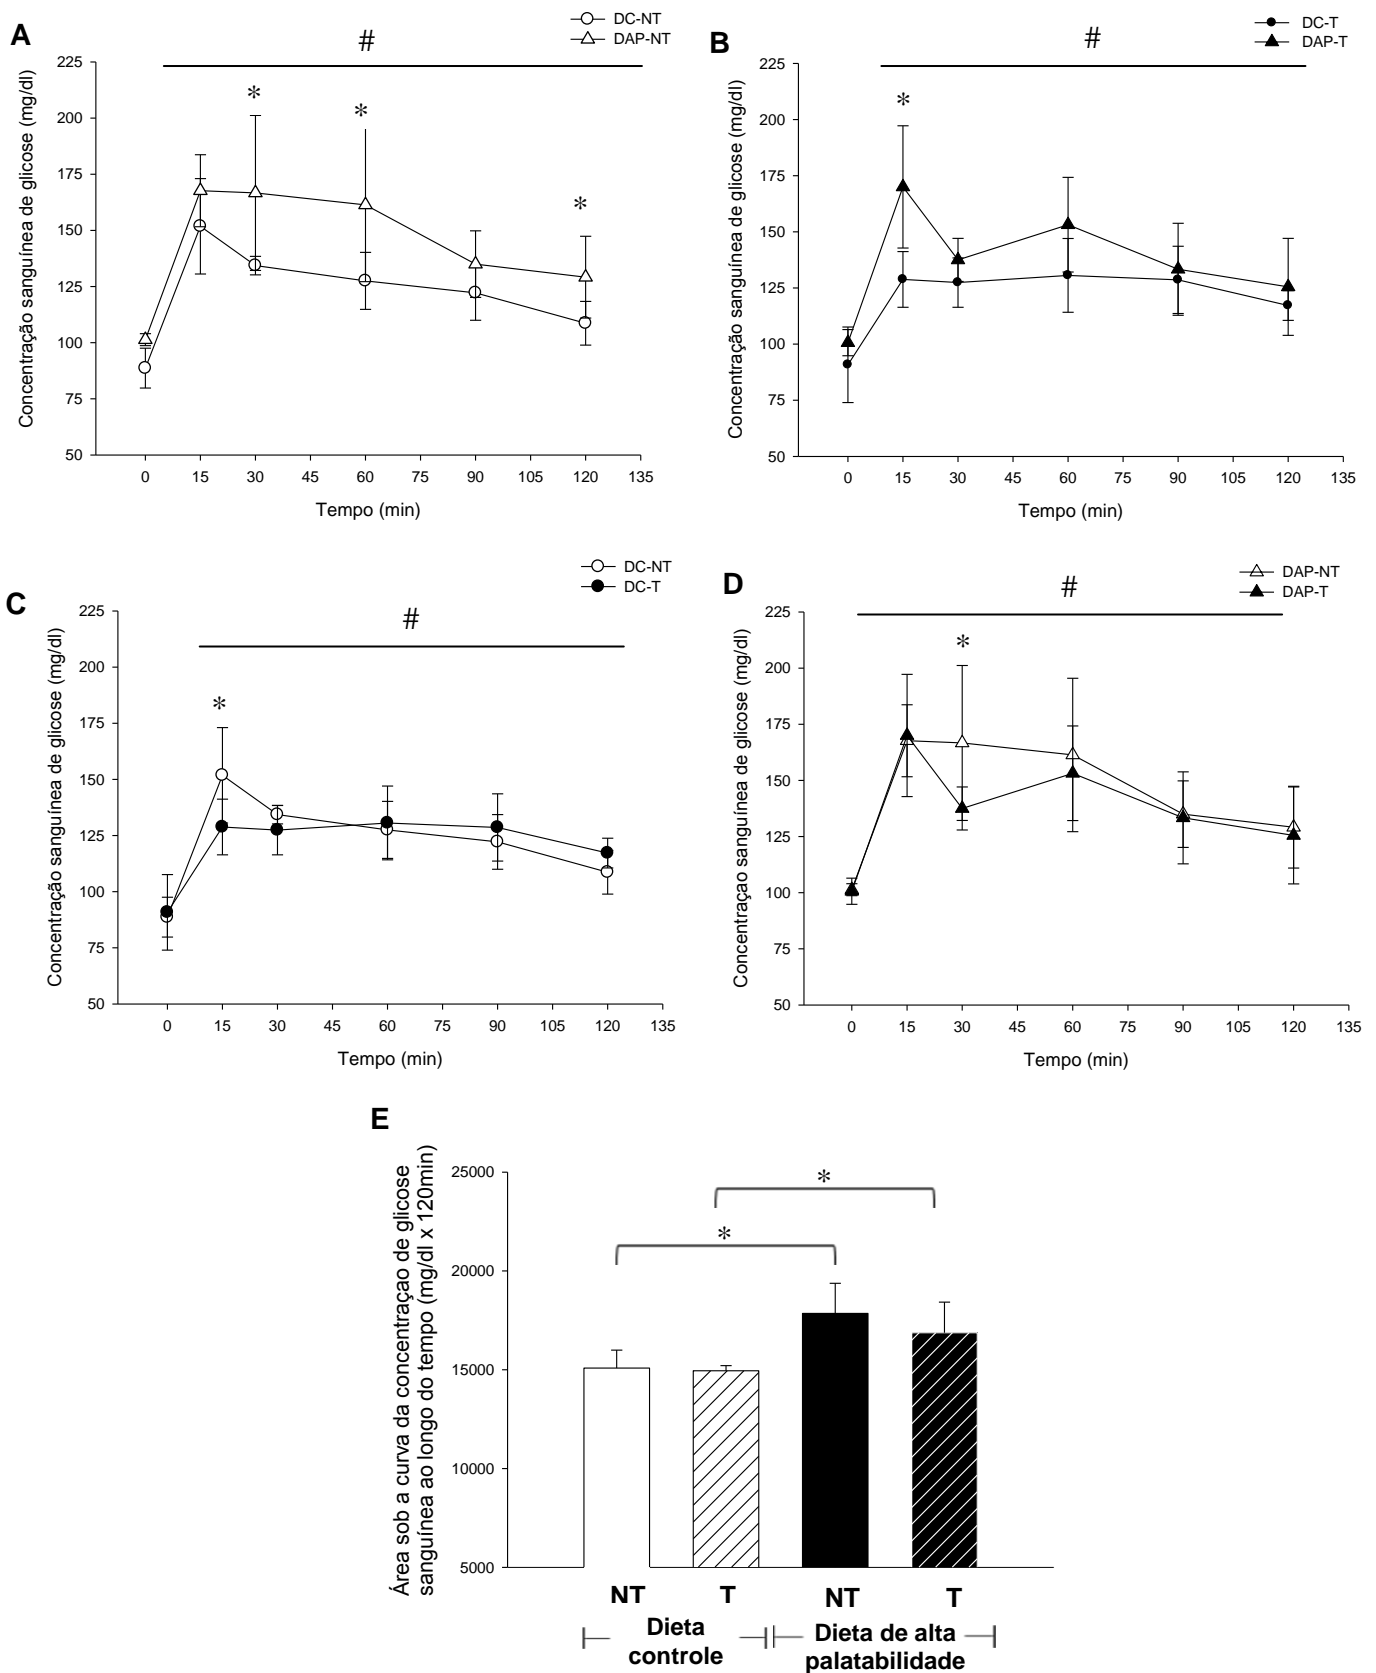 A
DC-NT
DAP-NT
#
Concentração sanguínea de glicose (mg/dl)
225
200
175
150
125
100
75
50
*
*
*
0 15 30 45 60 75 90 105 120 135
Tempo (min)
B
DC-T
DAP-T
#
Concentração sanguínea de glicose (mg/dl)
225
200
175
150
125
100
75
50
*
0 15 30 45 60 75 90 105 120 135
Tempo (min)
C
DC-NT
DC-T
#
Concentração sanguínea de glicose (mg/dl)
225
200
175
150
125
100
75
50
*
0 15 30 45 60 75 90 105 120 135
Tempo (min)
D
DAP-NT
DAP-T
#
Concentraçao sanguínea de glicose (mg/dl)
225
200
175
150
125
100
75
50
*
0 15 30 45 60 75 90 105 120 135
Tempo (min)
E
Área sob a curva da concentraçao de glicose
sanguínea ao longo do tempo (mg/dl x 120min)
25000
20000
15000
10000
5000
*
*
NT T NT T
Dieta
controle
Dieta de alta
palatabilidade